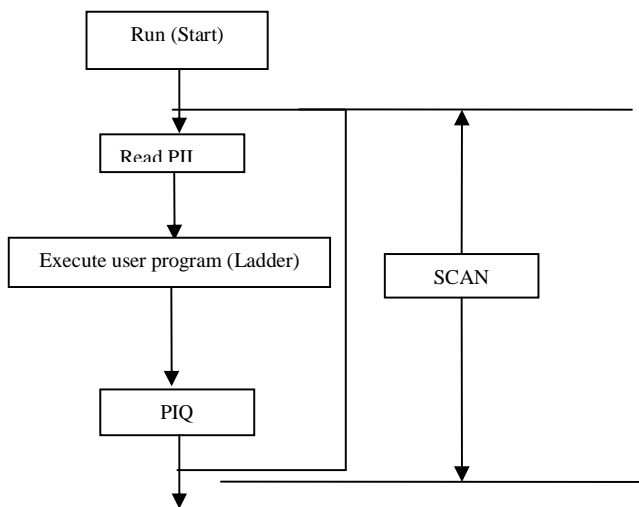 Run (Start)
Read PII
Execute user program (Ladder)
SCAN
PIQ